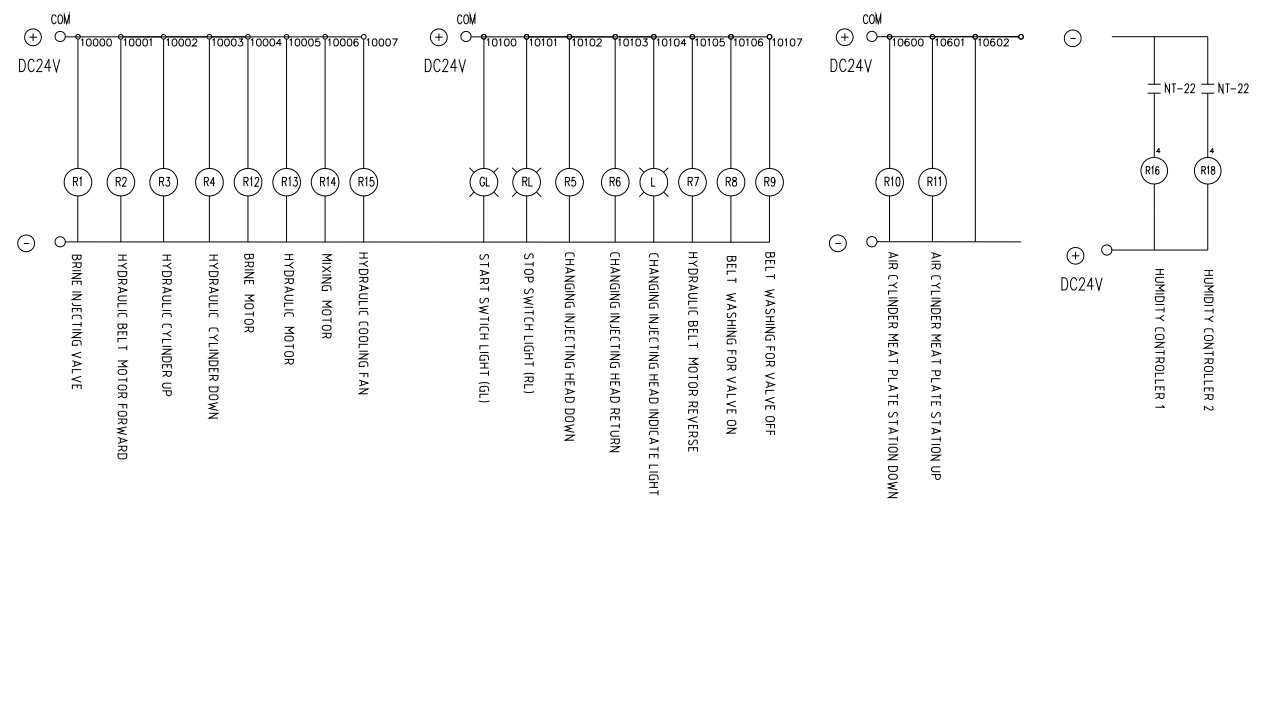 COM
10000 10001 10002 10003 10004 10005 10006 10007
DC24V
R1 R2 R3 R4 R12 R13 R14 R15
BRINE INJECTING VALVE
HYDRAULIC BELT MOTOR FORWARD
HYDRAULIC CYLINDER UP
HYDRAULIC CYLINDER DOWN
BRINE MOTOR
HYDRAULIC MOTOR
MIXING MOTOR
HYDRAULIC COOLING FAN
COM
10100 10101 10102 10103 10104 10105 10106 10107
DC24V
GL RL R5 R6 L R7 R8 R9
START SWTICH LIGHT (GL)
STOP SWITCH LIGHT (RL)
CHANGING INJECTING HEAD DOWN
CHANGING INJECTING HEAD RETURN
CHANGING INJECTING HEAD INDICATE LIGHT
HYDRAULIC BELT MOTOR REVERSE
BELT WASHING FOR VALVE ON
BELT WASHING FOR VALVE OFF
COM
10600 10601 10602
DC24V
R10 R11
AIR CYLINDER MEAT PLATE STATION DOWN
AIR CYLINDER MEAT PLATE STATION UP
NT-22 NT-22
4 4
R16 R18
DC24V
HUMIDITY CONTROLLER 1
HUMIDITY CONTROLLER 2